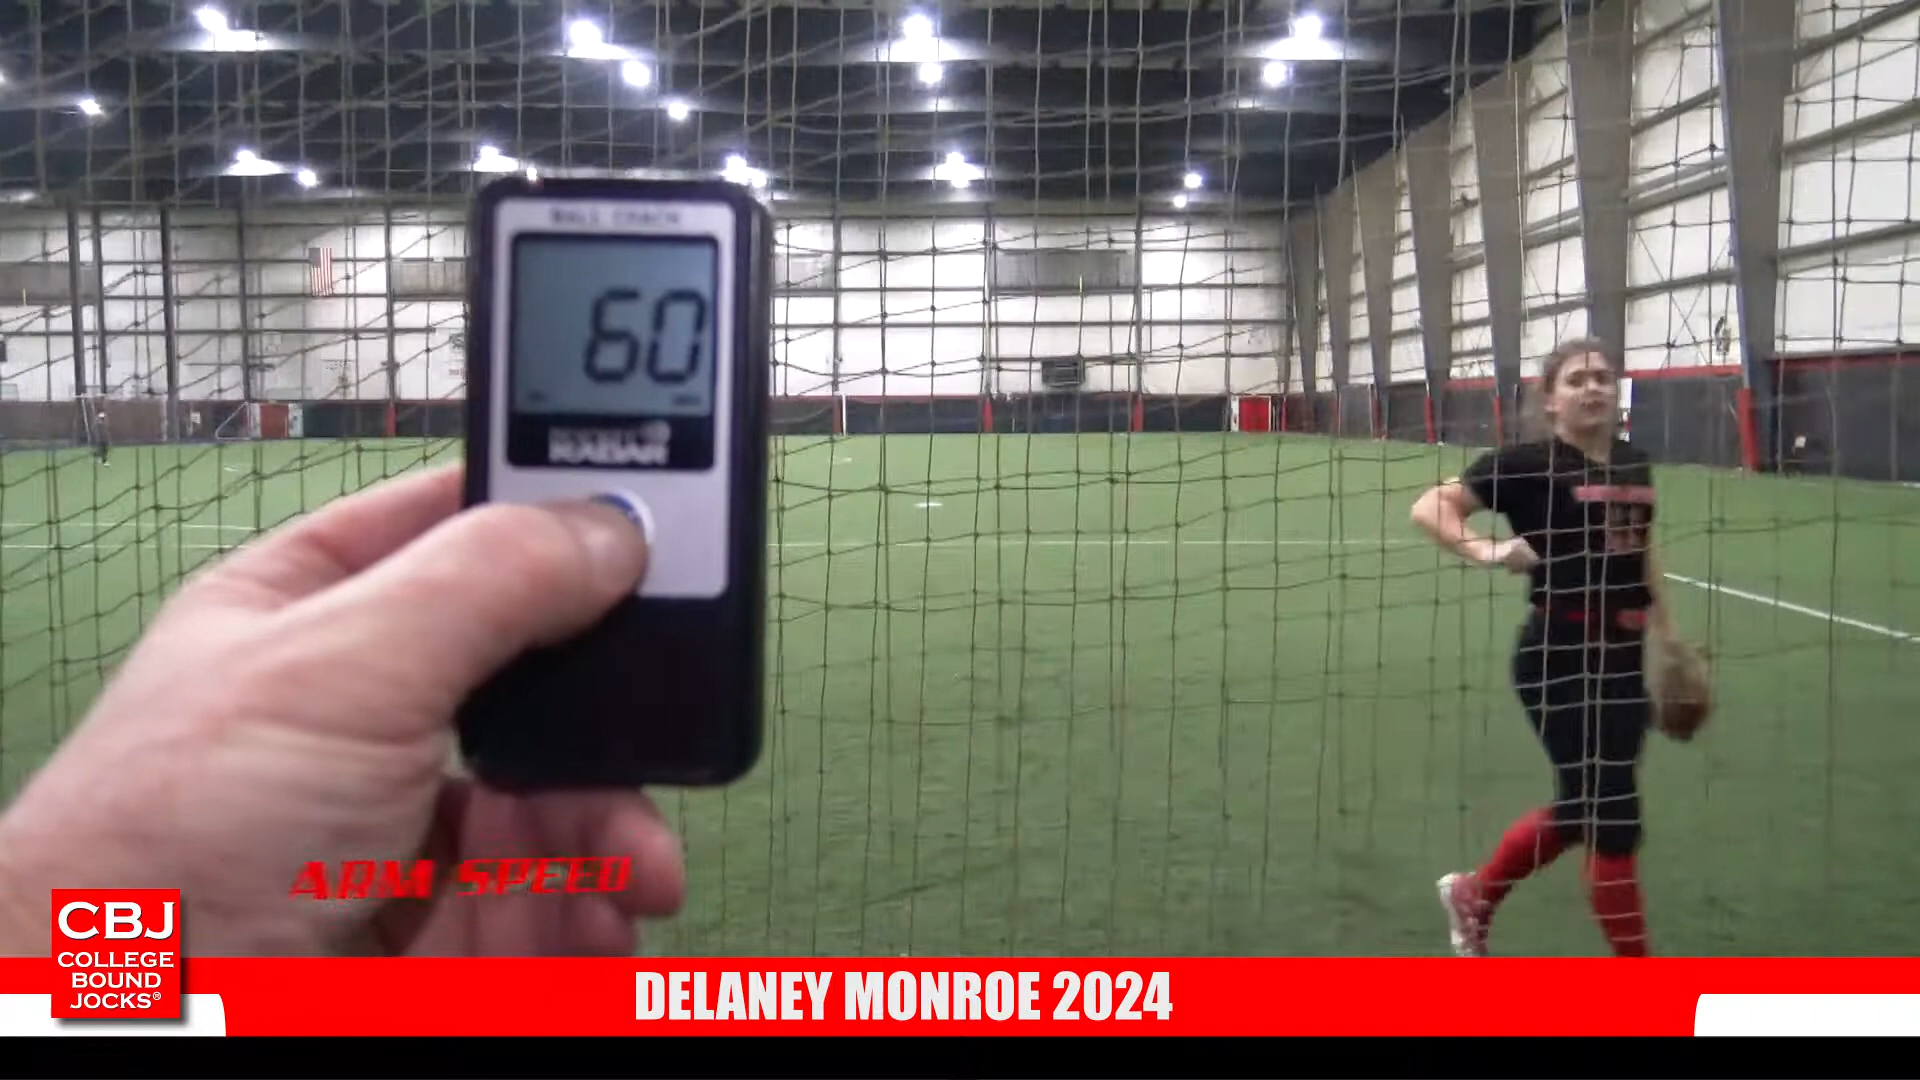 BALL COACH
60
POCKET
RADAR
ARM SPEED
CBJ
COLLEGE
BOUND
JOCKS®
DELANEY MONROE 2024